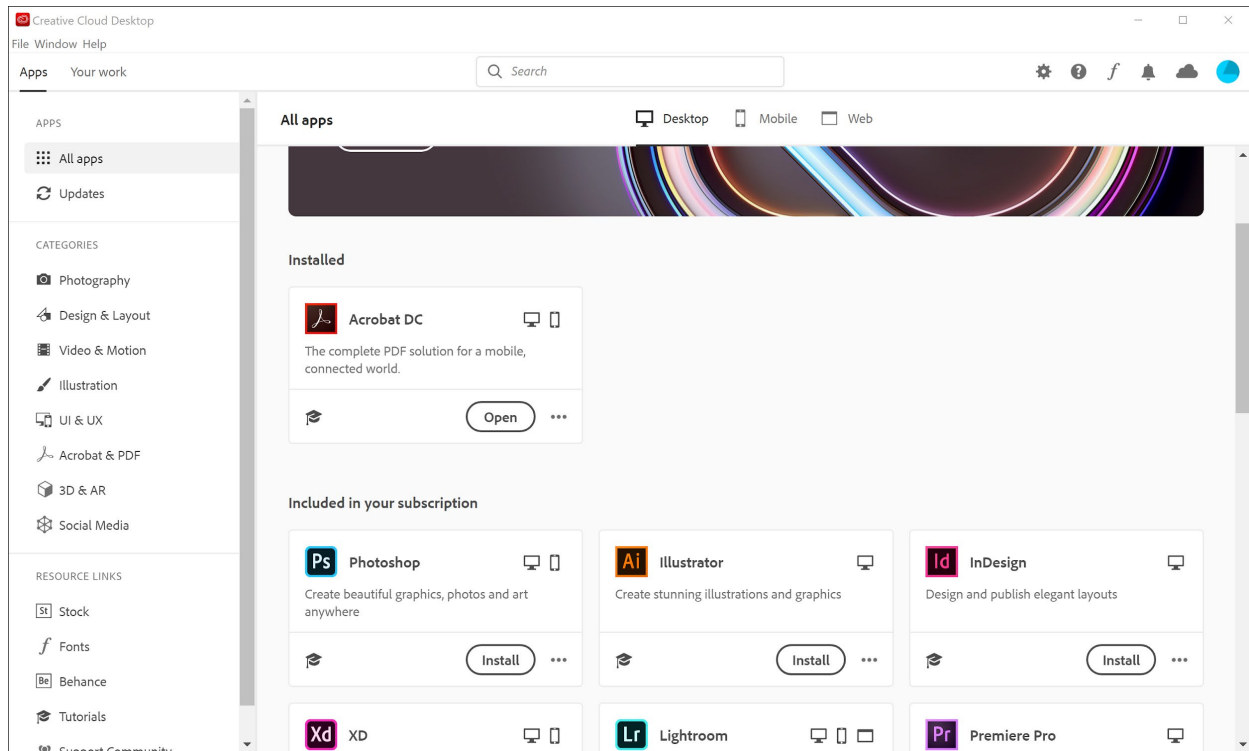 Creative Cloud Desktop
File Window Help
Apps Your work
Search
APPS
All apps
Updates
CATEGORIES
Photography
Design & Layout
Video & Motion
Illustration
UI & UX
Acrobat & PDF
3D & AR
Social Media
RESOURCE LINKS
St Stock
Fonts
Be Behance
Tutorials
Support Community
All apps
Desktop Mobile Web
Installed
Acrobat DC
The complete PDF solution for a mobile,
connected world.
Open
Included in your subscription
Ps Photoshop
Create beautiful graphics, photos and art
anywhere
Install
Ai Illustrator
Create stunning illustrations and graphics
Install
Id InDesign
Design and publish elegant layouts
Install
Xd XD
Lr Lightroom
Pr Premiere Pro